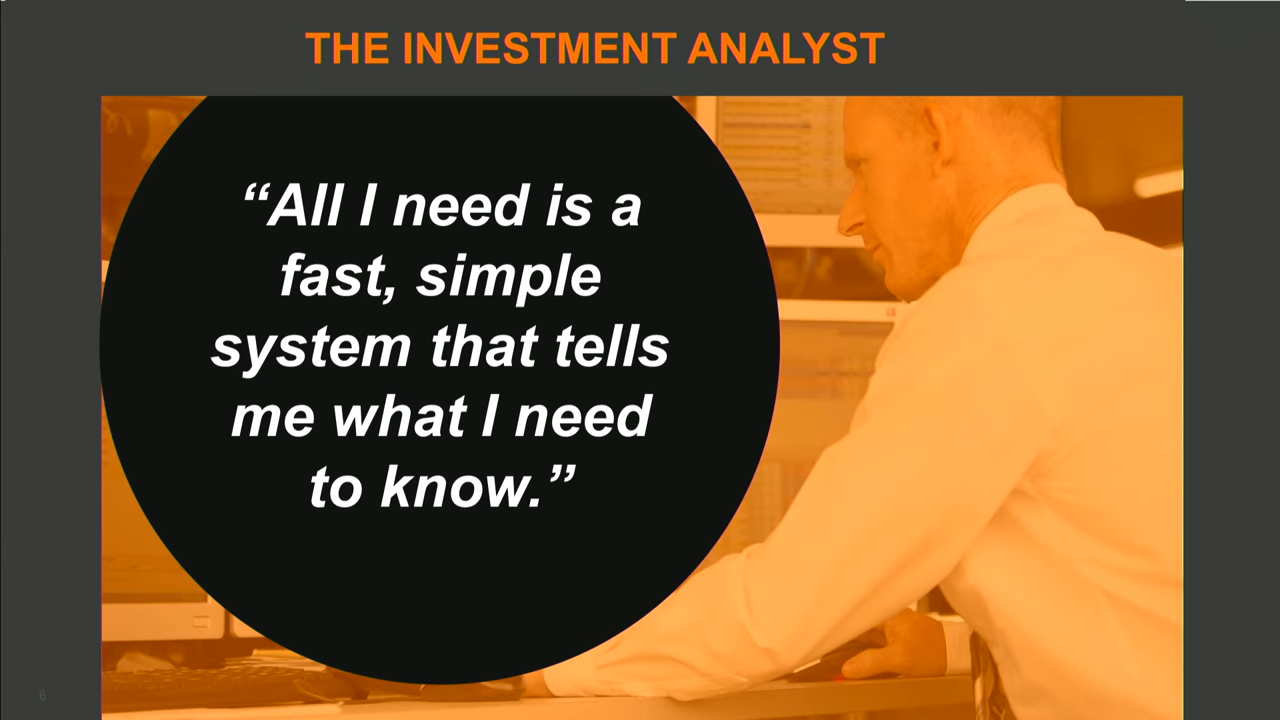 THE INVESTMENT ANALYST
“All I need is a
fast, simple
system that tells
me what I need
to know.”
6